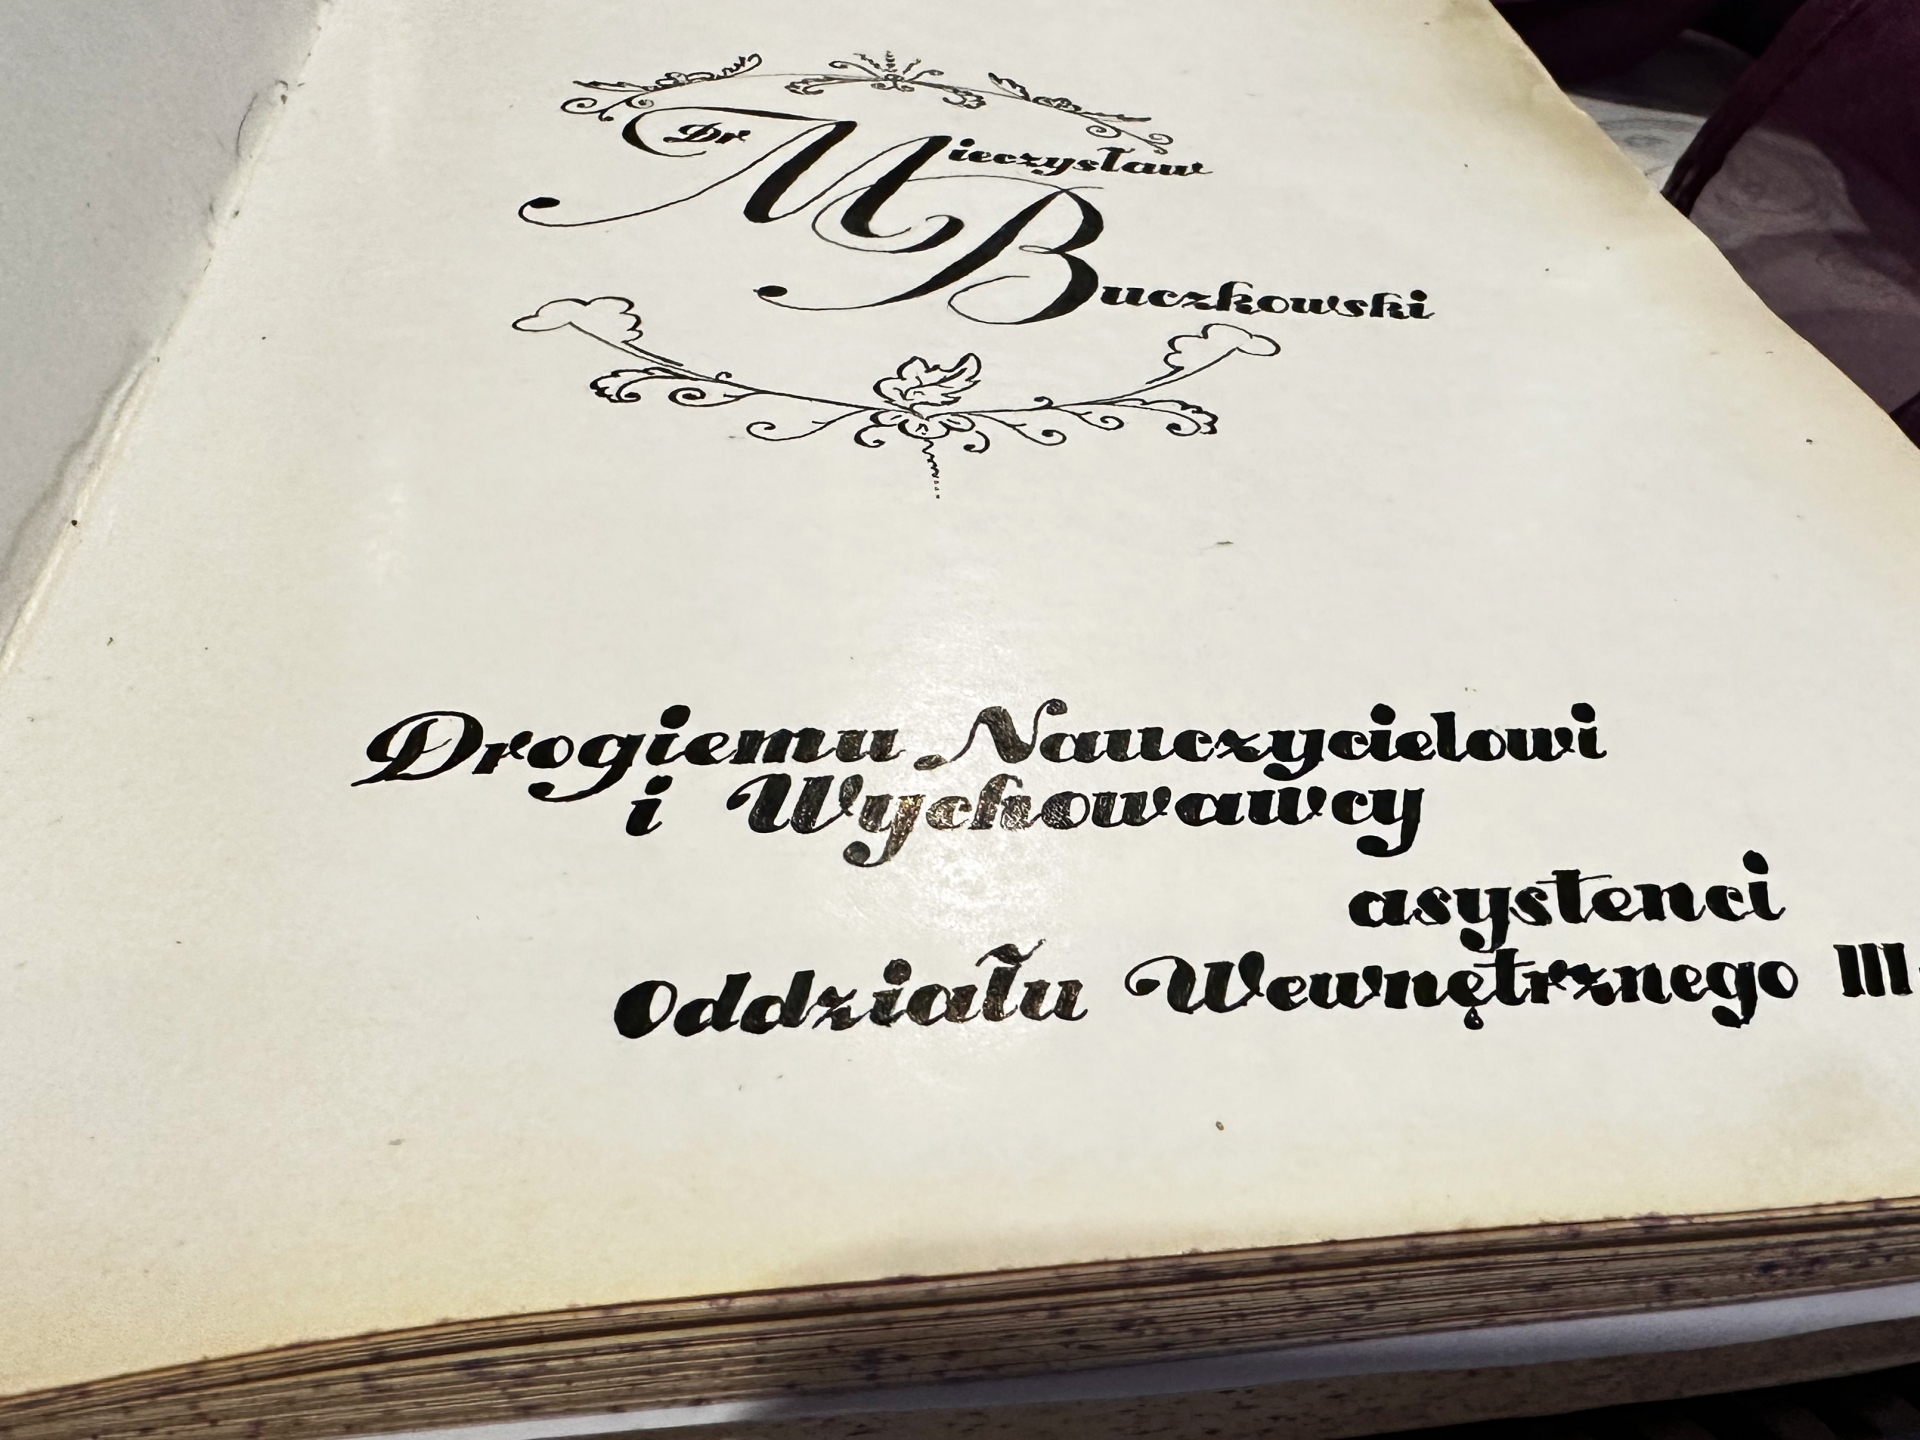 Dr Mieczysław
Buczkowski
Drogiemu Nauczycielowi
i Wychowawcy
asystenci
Oddziału Wewnętrznego III